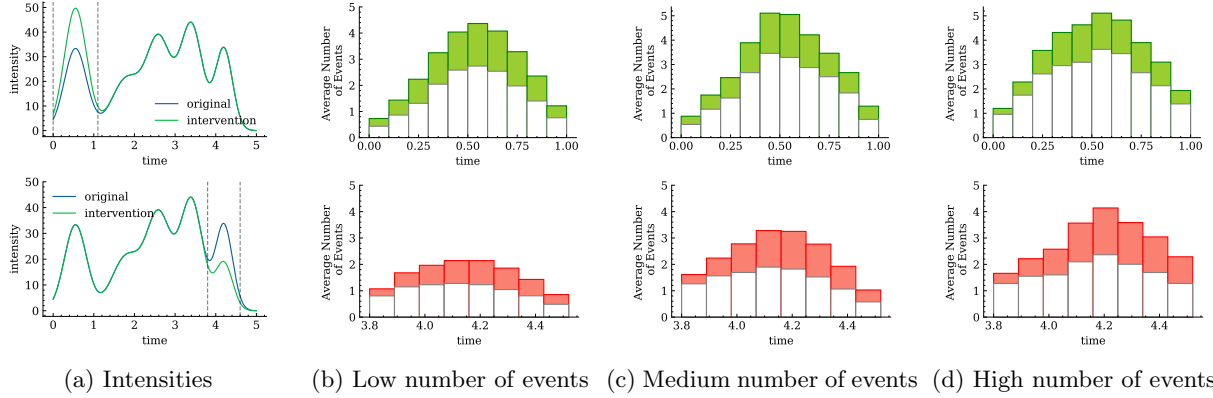 50
40
30
20
10
0
intensity
original
intervention
0 1 2 3 4 5
time
5
4
3
2
1
0
Average Number
of Events
0.00 0.25 0.50 0.75 1.00
time
5
4
3
2
1
0
Average Number
of Events
0.00 0.25 0.50 0.75 1.00
time
5
4
3
2
1
0
Average Number
of Events
0.00 0.25 0.50 0.75 1.00
time
50
40
30
20
10
0
intensity
original
intervention
0 1 2 3 4 5
time
5
4
3
2
1
0
Average Number
of Events
3.8 4.0 4.2 4.4
time
5
4
3
2
1
0
Average Number
of Events
3.8 4.0 4.2 4.4
time
5
4
3
2
1
0
Average Number
of Events
3.8 4.0 4.2 4.4
time
(a) Intensities
(b) Low number of events
(c) Medium number of events
(d) High number of events